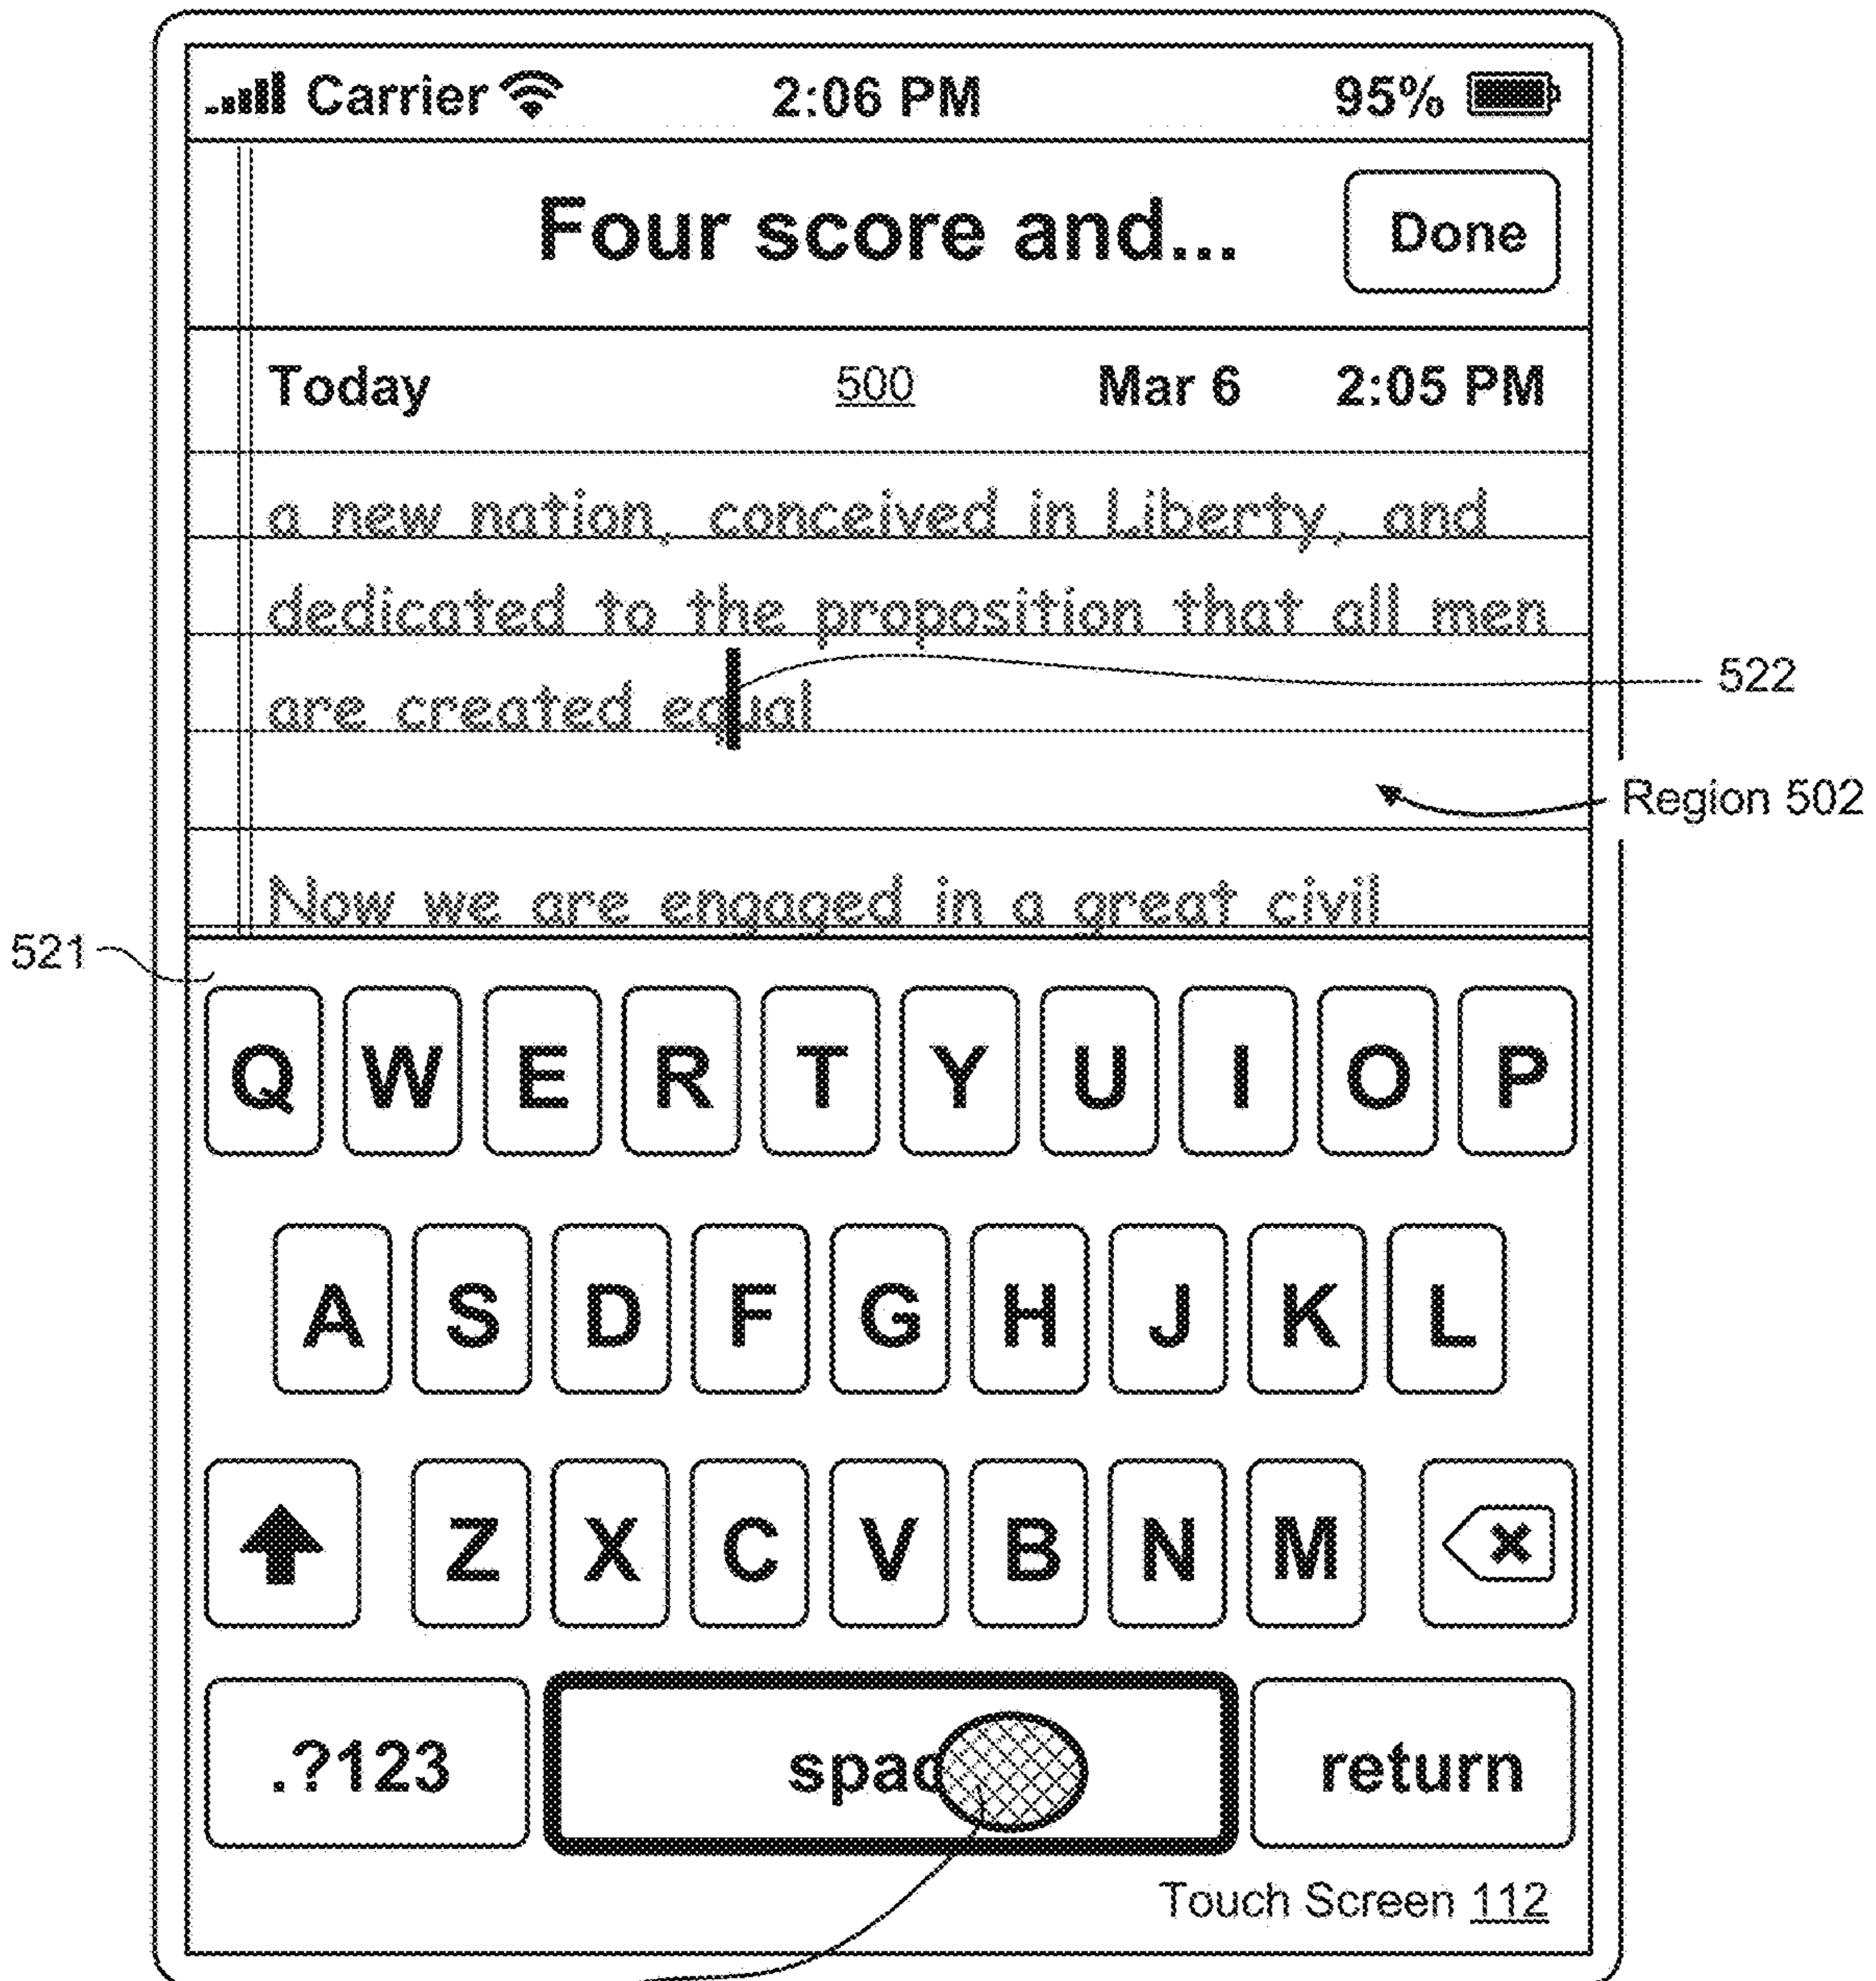 Carrier 2:06 PM 95%
Four score and... Done
Today 500 Mar 6 2:05 PM
a new nation, conceived in Liberty, and
dedicated to the proposition that all men
are created equal
522
Region 502
Now we are engaged in a great civil
521
Q W E R T Y U I O P
A S D F G H J K L
Z X C V B N M
.?123 spac return
Touch Screen 112